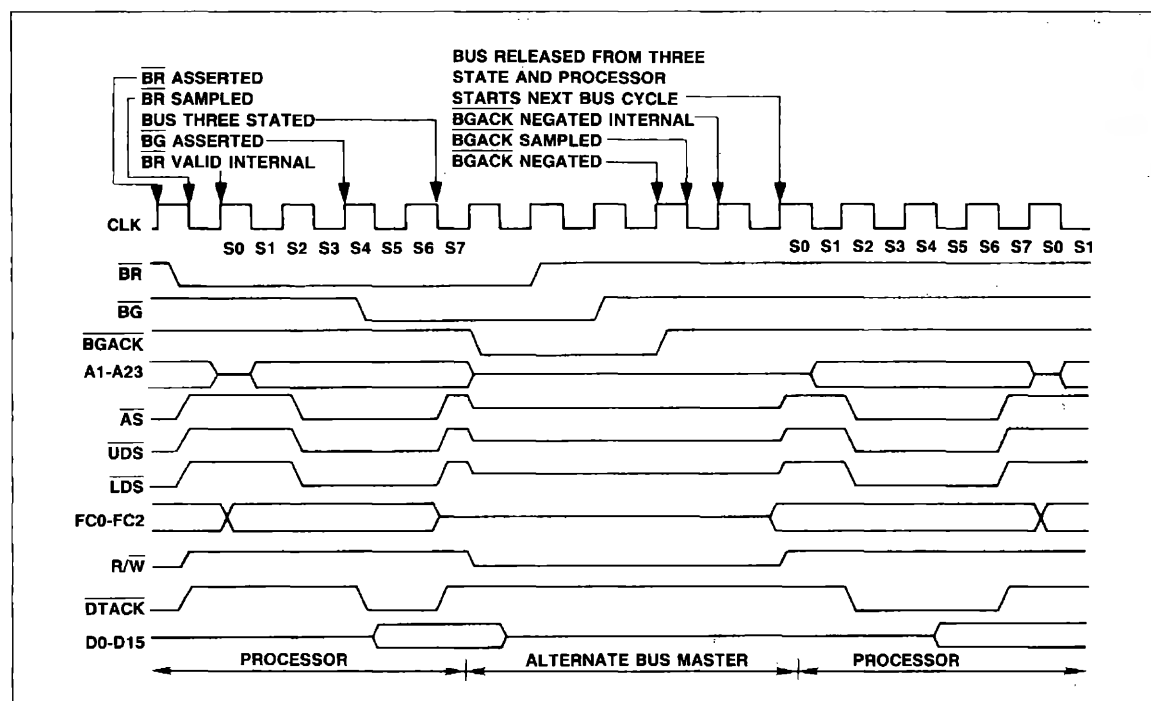 BR ASSERTED
BR SAMPLED
BUS THREE STATED
BG ASSERTED
BR VALID INTERNAL
BUS RELEASED FROM THREE
STATE AND PROCESSOR
STARTS NEXT BUS CYCLE
BGACK NEGATED INTERNAL
BGACK SAMPLED
BGACK NEGATED
CLK
S0 S1 S2 S3 S4 S5 S6 S7 S0 S1 S2 S3 S4 S5 S6 S7 S0 S1
BR
BG
BGACK
A1-A23
AS
UDS
LDS
FC0-FC2
R/W
DTACK
D0-D15
PROCESSOR ALTERNATE BUS MASTER PROCESSOR